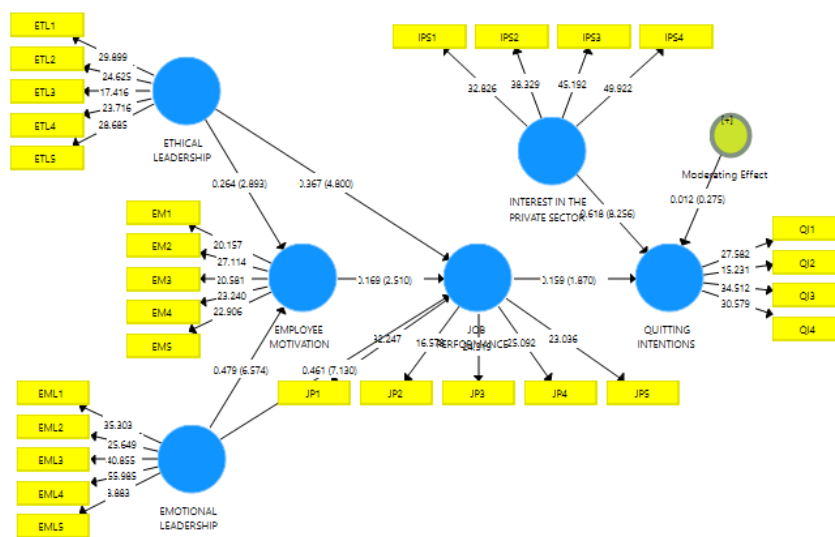 ETL1
ETL2
ETL3
ETL4
ETL5
29.899
24.625
17.416
23.716
28.685
ETHICAL
LEADERSHIP
IPS1
IPS2
IPS3
IPS4
32.826
38.329
45.192
49.922
INTEREST IN THE
PRIVATE SECTOR
[+]
Moderating Effect
0.012 (0.275)
0.264 (2.893)
0.367 (4.800)
0.618 (8.256)
EM1
EM2
EM3
EM4
EM5
20.157
27.114
20.581
23.240
22.906
EMPLOYEE
MOTIVATION
0.169 (2.510)
JOB
PERFORMANCE
0.159 (1.870)
QUITTING
INTENTIONS
QI1
QI2
QI3
QI4
27.582
15.231
34.512
30.579
32.247
25.092
23.036
0.479 (6.574)
0.461 (7.130)
JP1
JP2
JP3
JP4
JP5
EML1
EML2
EML3
EML4
EML5
35.303
25.649
40.855
55.985
EMOTIONAL
LEADERSHIP